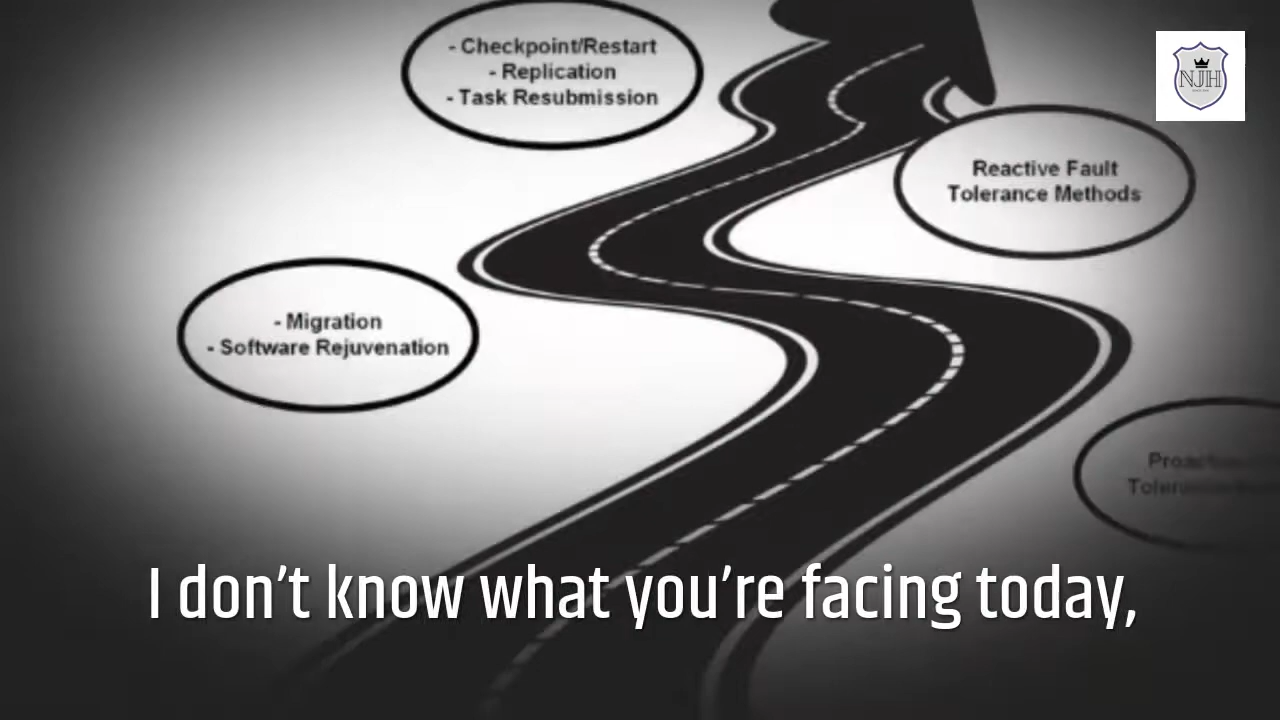 - Checkpoint/Restart
- Replication
- Task Resubmission
NJH
Reactive Fault
Tolerance Methods
- Migration
- Software Rejuvenation
I don’t know what you’re facing today,